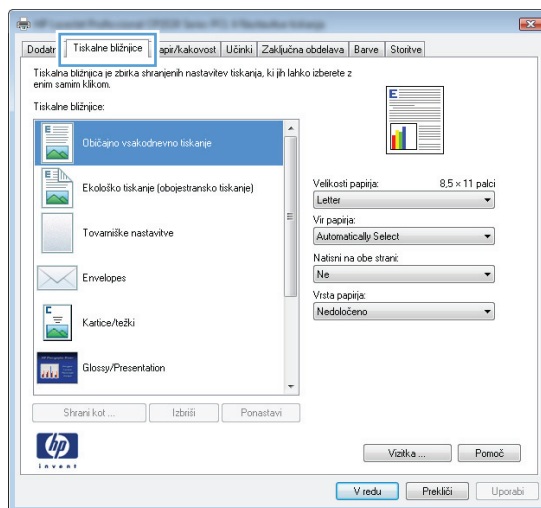 Dodatr
Tiskalne bližnjice
apir/kakovost
Učinki
Zaključna obdelava
Barve
Storitve
Tiskalna bližnjica je zbirka shranjenih nastavitev tiskanja, ki jih lahko izberete z
enim samim klikom.
Tiskalne bližnjice:
Običajno vsakodnevno tiskanje
Ekološko tiskanje (obojestransko tiskanje)
Tovarniške nastavitve
Envelopes
Kartice/težki
Glossy/Presentation
Shrani kot ...
Izbriši
Ponastavi
E
Velikosti papirja:
8,5 × 11 palci
Letter
Vir papirja:
Automatically Select
Natisni na obe strani:
Ne
Vrsta papirja:
Nedoločeno
hp
invent
Vizitka ...
Pomoč
V redu
Prekliči
Uporabi